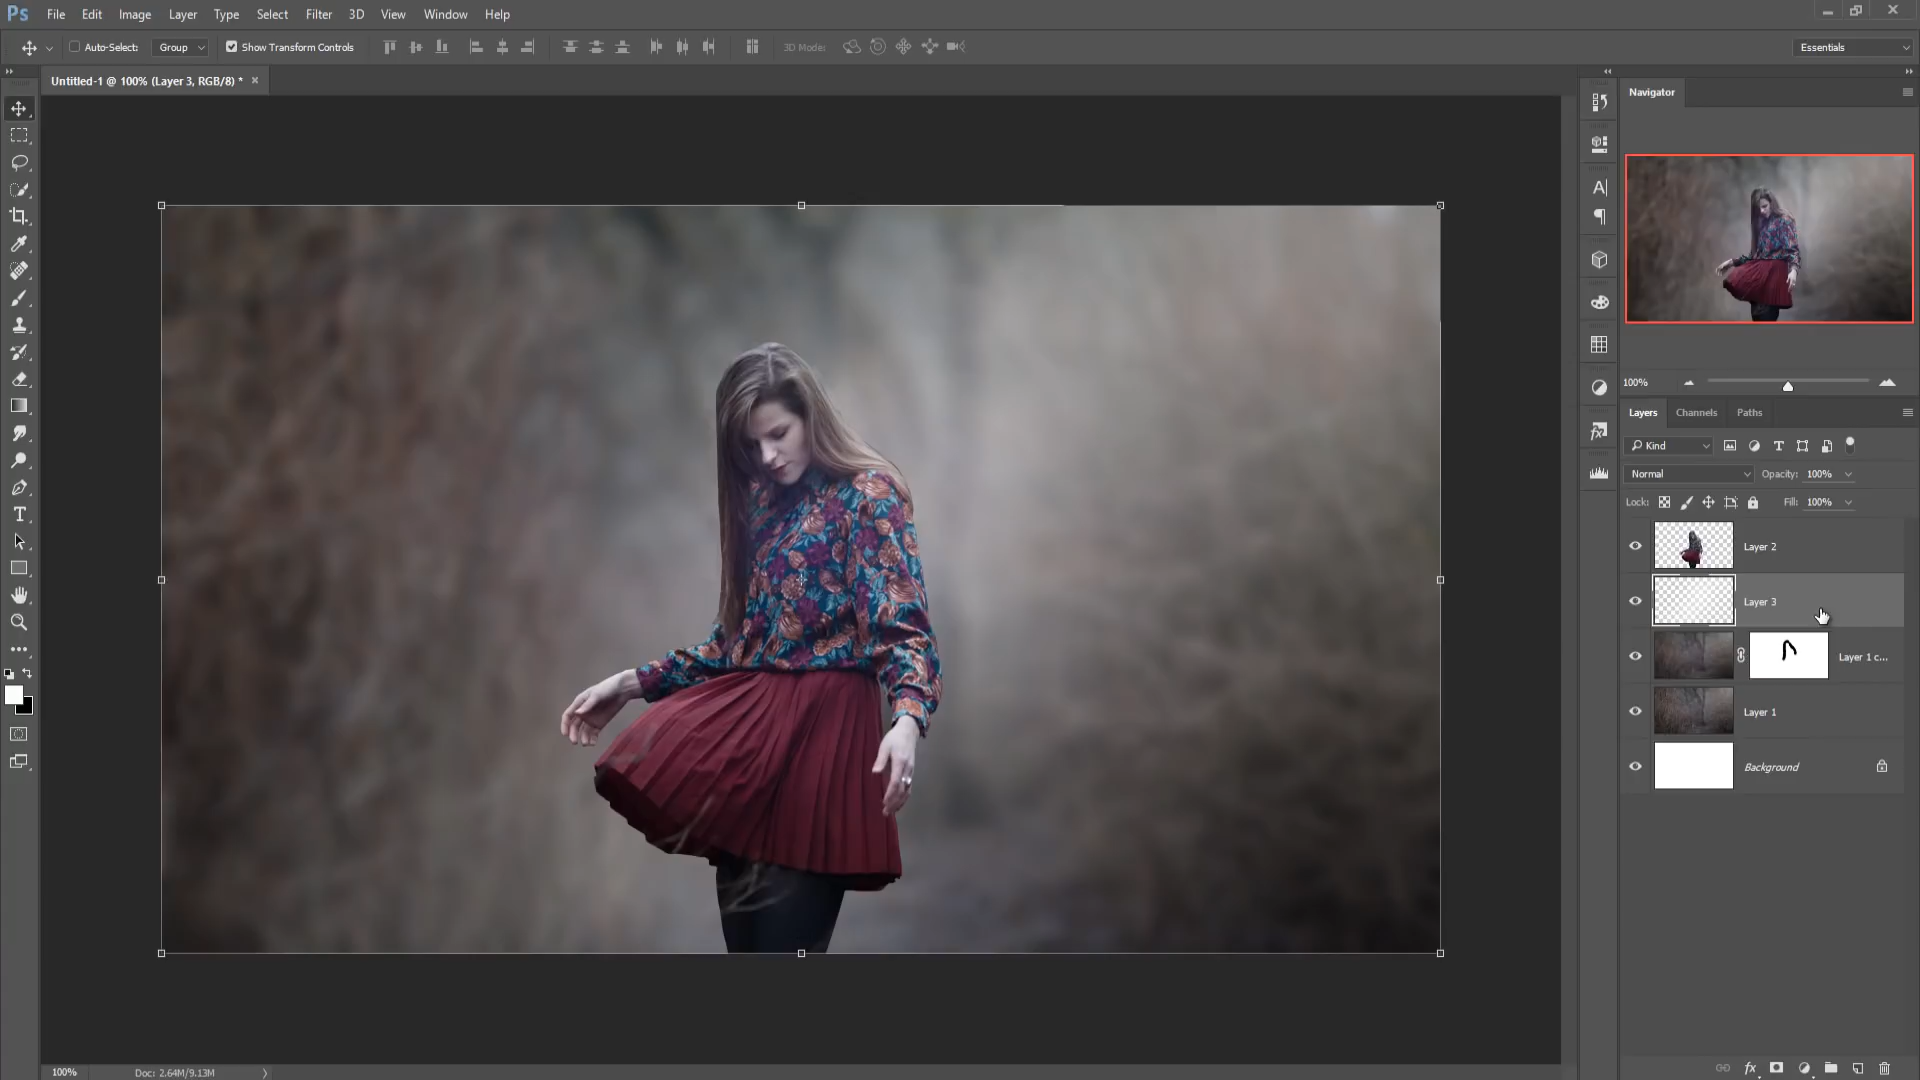 Ps File Edit Image Layer Type Select Filter 3D View Window Help
Auto-Select: Group Show Transform Controls 3D Mode: Essentials
Untitled-1 @ 100% (Layer 3, RGB/8) *
Navigator
100%
Layers Channels Paths
Kind
Normal Opacity: 100%
Lock: Fill: 100%
Layer 2
Layer 3
Layer 1 c...
Layer 1
Background
100% Doc: 2.64M/9.13M